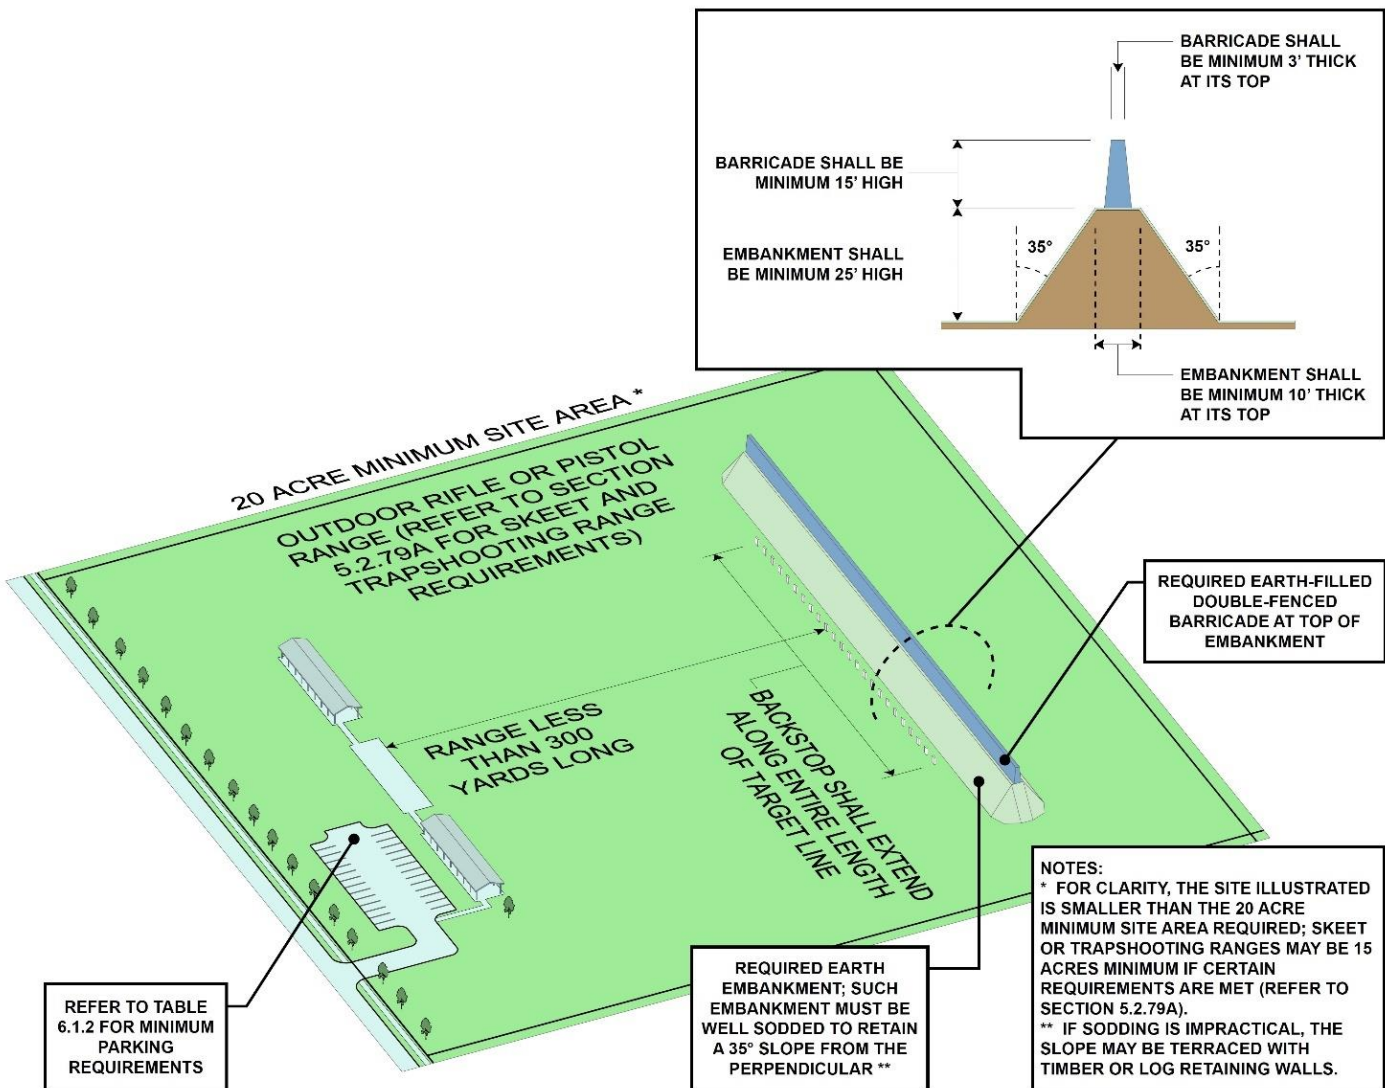 BARRICADE SHALL
BE MINIMUM 3' THICK
AT ITS TOP
BARRICADE SHALL BE
MINIMUM 15' HIGH
EMBANKMENT SHALL
BE MINIMUM 25' HIGH
35°
35°
EMBANKMENT SHALL
BE MINIMUM 10' THICK
AT ITS TOP
20 ACRE MINIMUM SITE AREA *
OUTDOOR RIFLE OR PISTOL
RANGE (REFER TO SECTION
5.2.79A FOR SKEET AND
TRAPSHOOTING RANGE
REQUIREMENTS)
REQUIRED EARTH-FILLED
DOUBLE-FENCED
BARRICADE AT TOP OF
EMBANKMENT
RANGE LESS
THAN 300
YARDS LONG
BACKSTOP SHALL EXTEND
ALONG ENTIRE LENGTH
OF TARGET LINE
REFER TO TABLE
6.1.2 FOR MINIMUM
PARKING
REQUIREMENTS
REQUIRED EARTH
EMBANKMENT; SUCH
EMBANKMENT MUST BE
WELL SODDED TO RETAIN
A 35° SLOPE FROM THE
PERPENDICULAR **
NOTES:
* FOR CLARITY, THE SITE ILLUSTRATED
IS SMALLER THAN THE 20 ACRE
MINIMUM SITE AREA REQUIRED; SKEET
OR TRAPSHOOTING RANGES MAY BE 15
ACRES MINIMUM IF CERTAIN
REQUIREMENTS ARE MET (REFER TO
SECTION 5.2.79A).
** IF SODDING IS IMPRACTICAL, THE
SLOPE MAY BE TERRACED WITH
TIMBER OR LOG RETAINING WALLS.